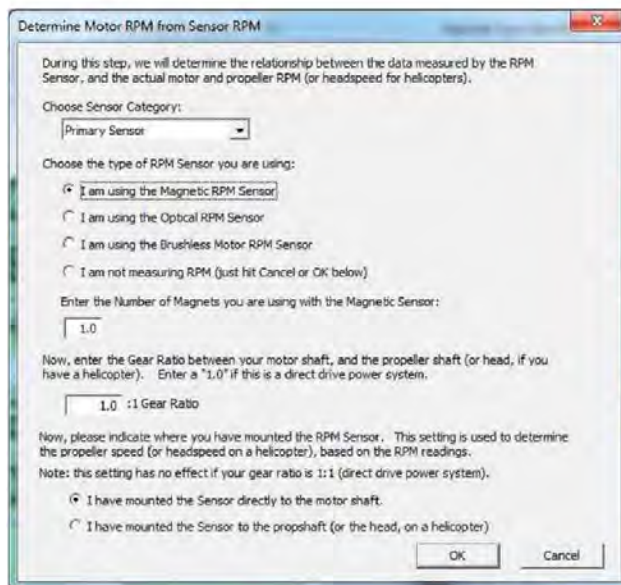 Determine Motor RPM from Sensor RPM
During this step, we will determine the relationship between the data measured by the RPM
Sensor, and the actual motor and propeller RPM (or headspeed for helicopters).
Choose Sensor Category:
Primary Sensor
Choose the type of RPM Sensor you are using:
I am using the Magnetic RPM Sensor
I am using the Optical RPM Sensor
I am using the Brushless Motor RPM Sensor
I am not measuring RPM (just hit Cancel or OK below)
Enter the Number of Magnets you are using with the Magnetic Sensor:
1.0
Now, enter the Gear Ratio between your motor shaft, and the propeller shaft (or head, if you
have a helicopter). Enter a "1.0" if this is a direct drive power system.
1.0 :1 Gear Ratio
Now, please indicate where you have mounted the RPM Sensor. This setting is used to determine
the propeller speed (or headspeed on a helicopter), based on the RPM readings.
Note: this setting has no effect if your gear ratio is 1:1 (direct drive power system).
I have mounted the Sensor directly to the motor shaft.
I have mounted the Sensor to the propshaft (or the head, on a helicopter)
OK Cancel